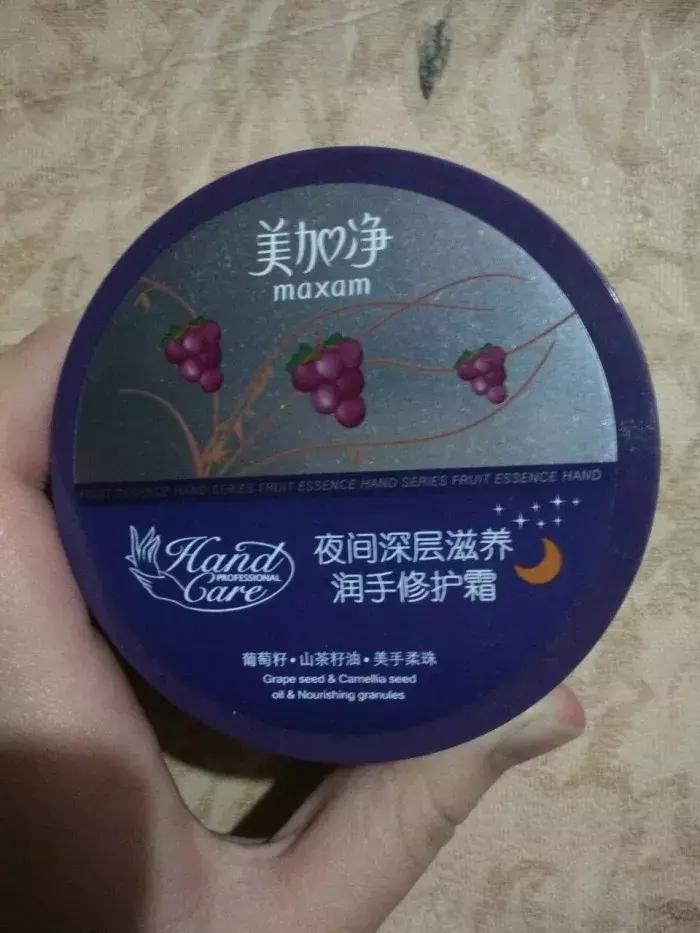 美加净
maxam
FRUIT ESSENCE HAND SERIES FRUIT ESSENCE HAND SERIES FRUIT ESSENCE HAND
Hand
PROFESSIONAL
Care
夜间深层滋养
润手修护霜
葡萄籽•山茶籽油•美手柔珠
Grape seed & Camellia seed
oil & Nourishing granules